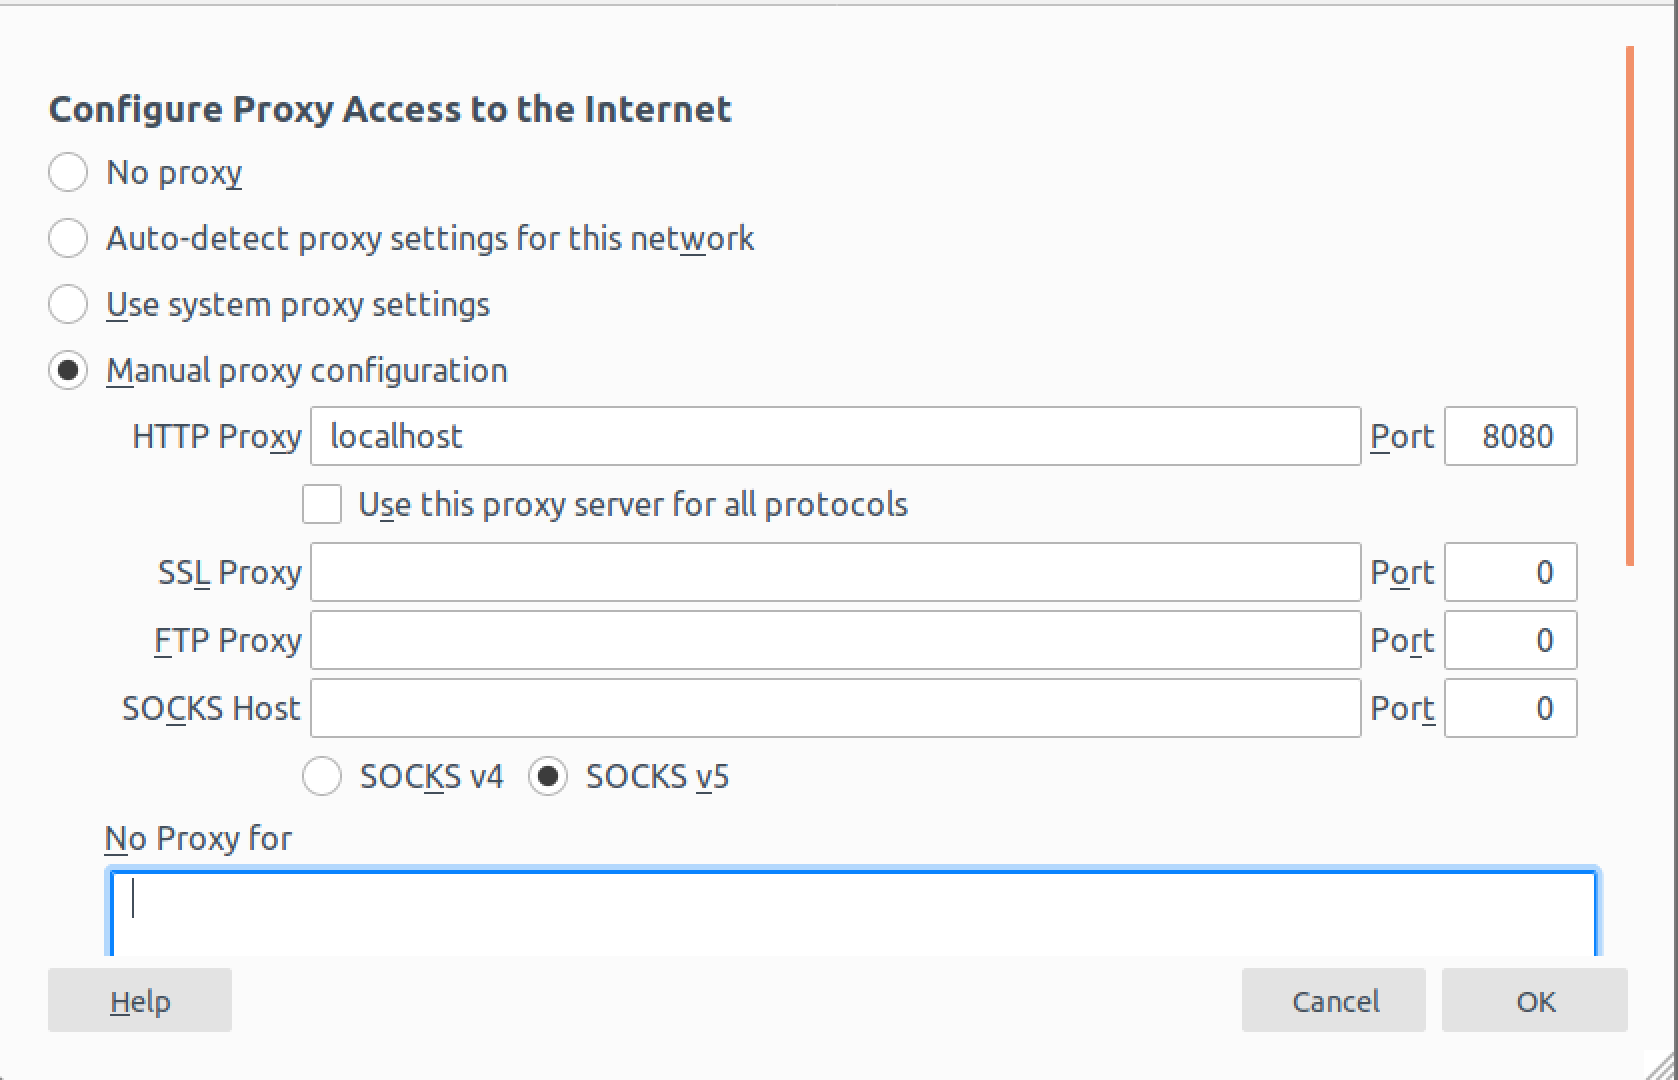 Configure Proxy Access to the Internet
No proxy
Auto-detect proxy settings for this network
Use system proxy settings
Manual proxy configuration
HTTP Proxy localhost Port 8080
Use this proxy server for all protocols
SSL Proxy Port 0
FTP Proxy Port 0
SOCKS Host Port 0
SOCKS v4 SOCKS v5
No Proxy for
Help Cancel OK